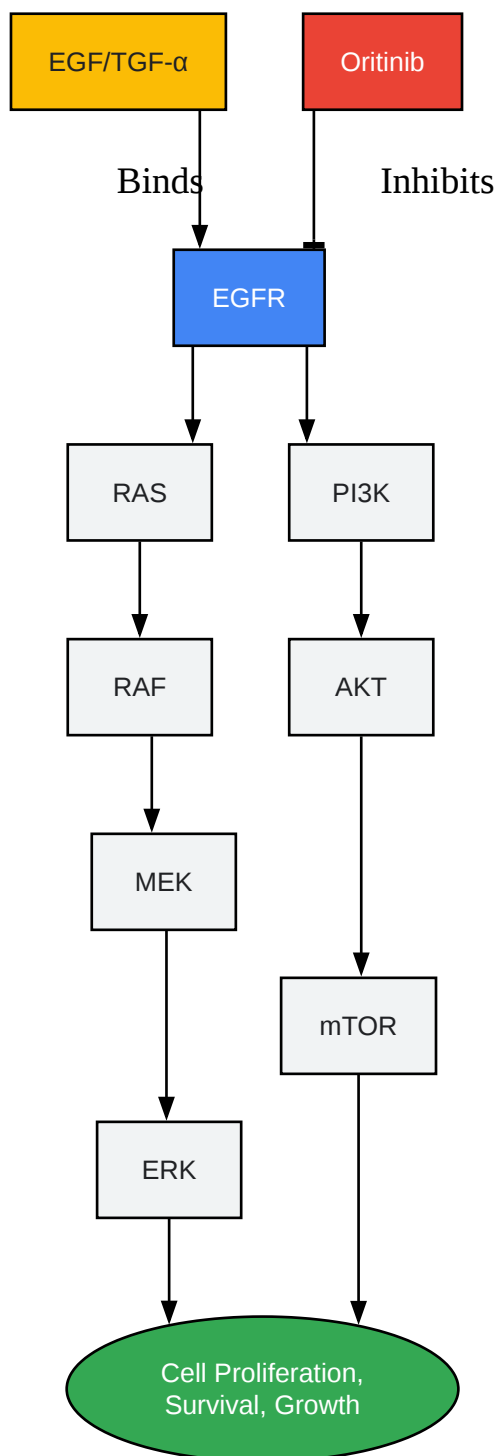 EGF/TGF-α
Oritinib
Binds
Inhibits
EGFR
RAS
PI3K
RAF
AKT
MEK
mTOR
ERK
Cell Proliferation,
Survival, Growth